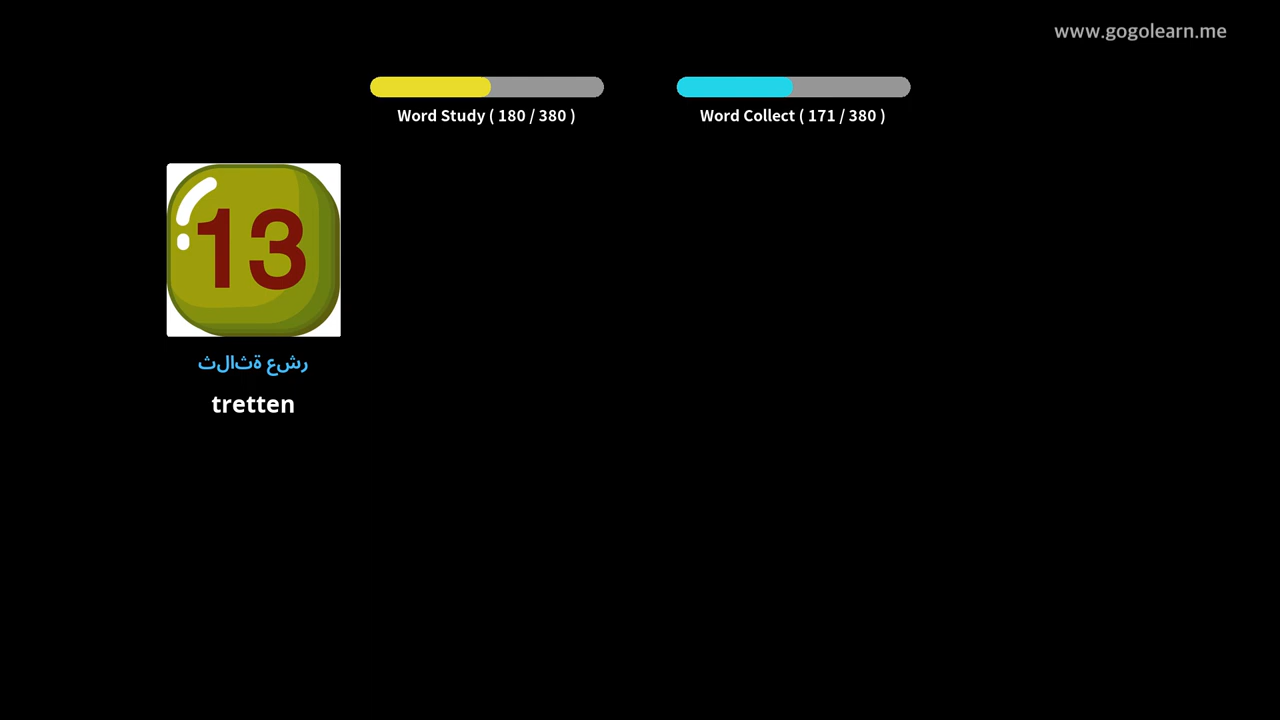 www.gogolearn.me
Word Study ( 180 / 380 )
Word Collect ( 171 / 380 )
13
رشع ةثالث
tretten